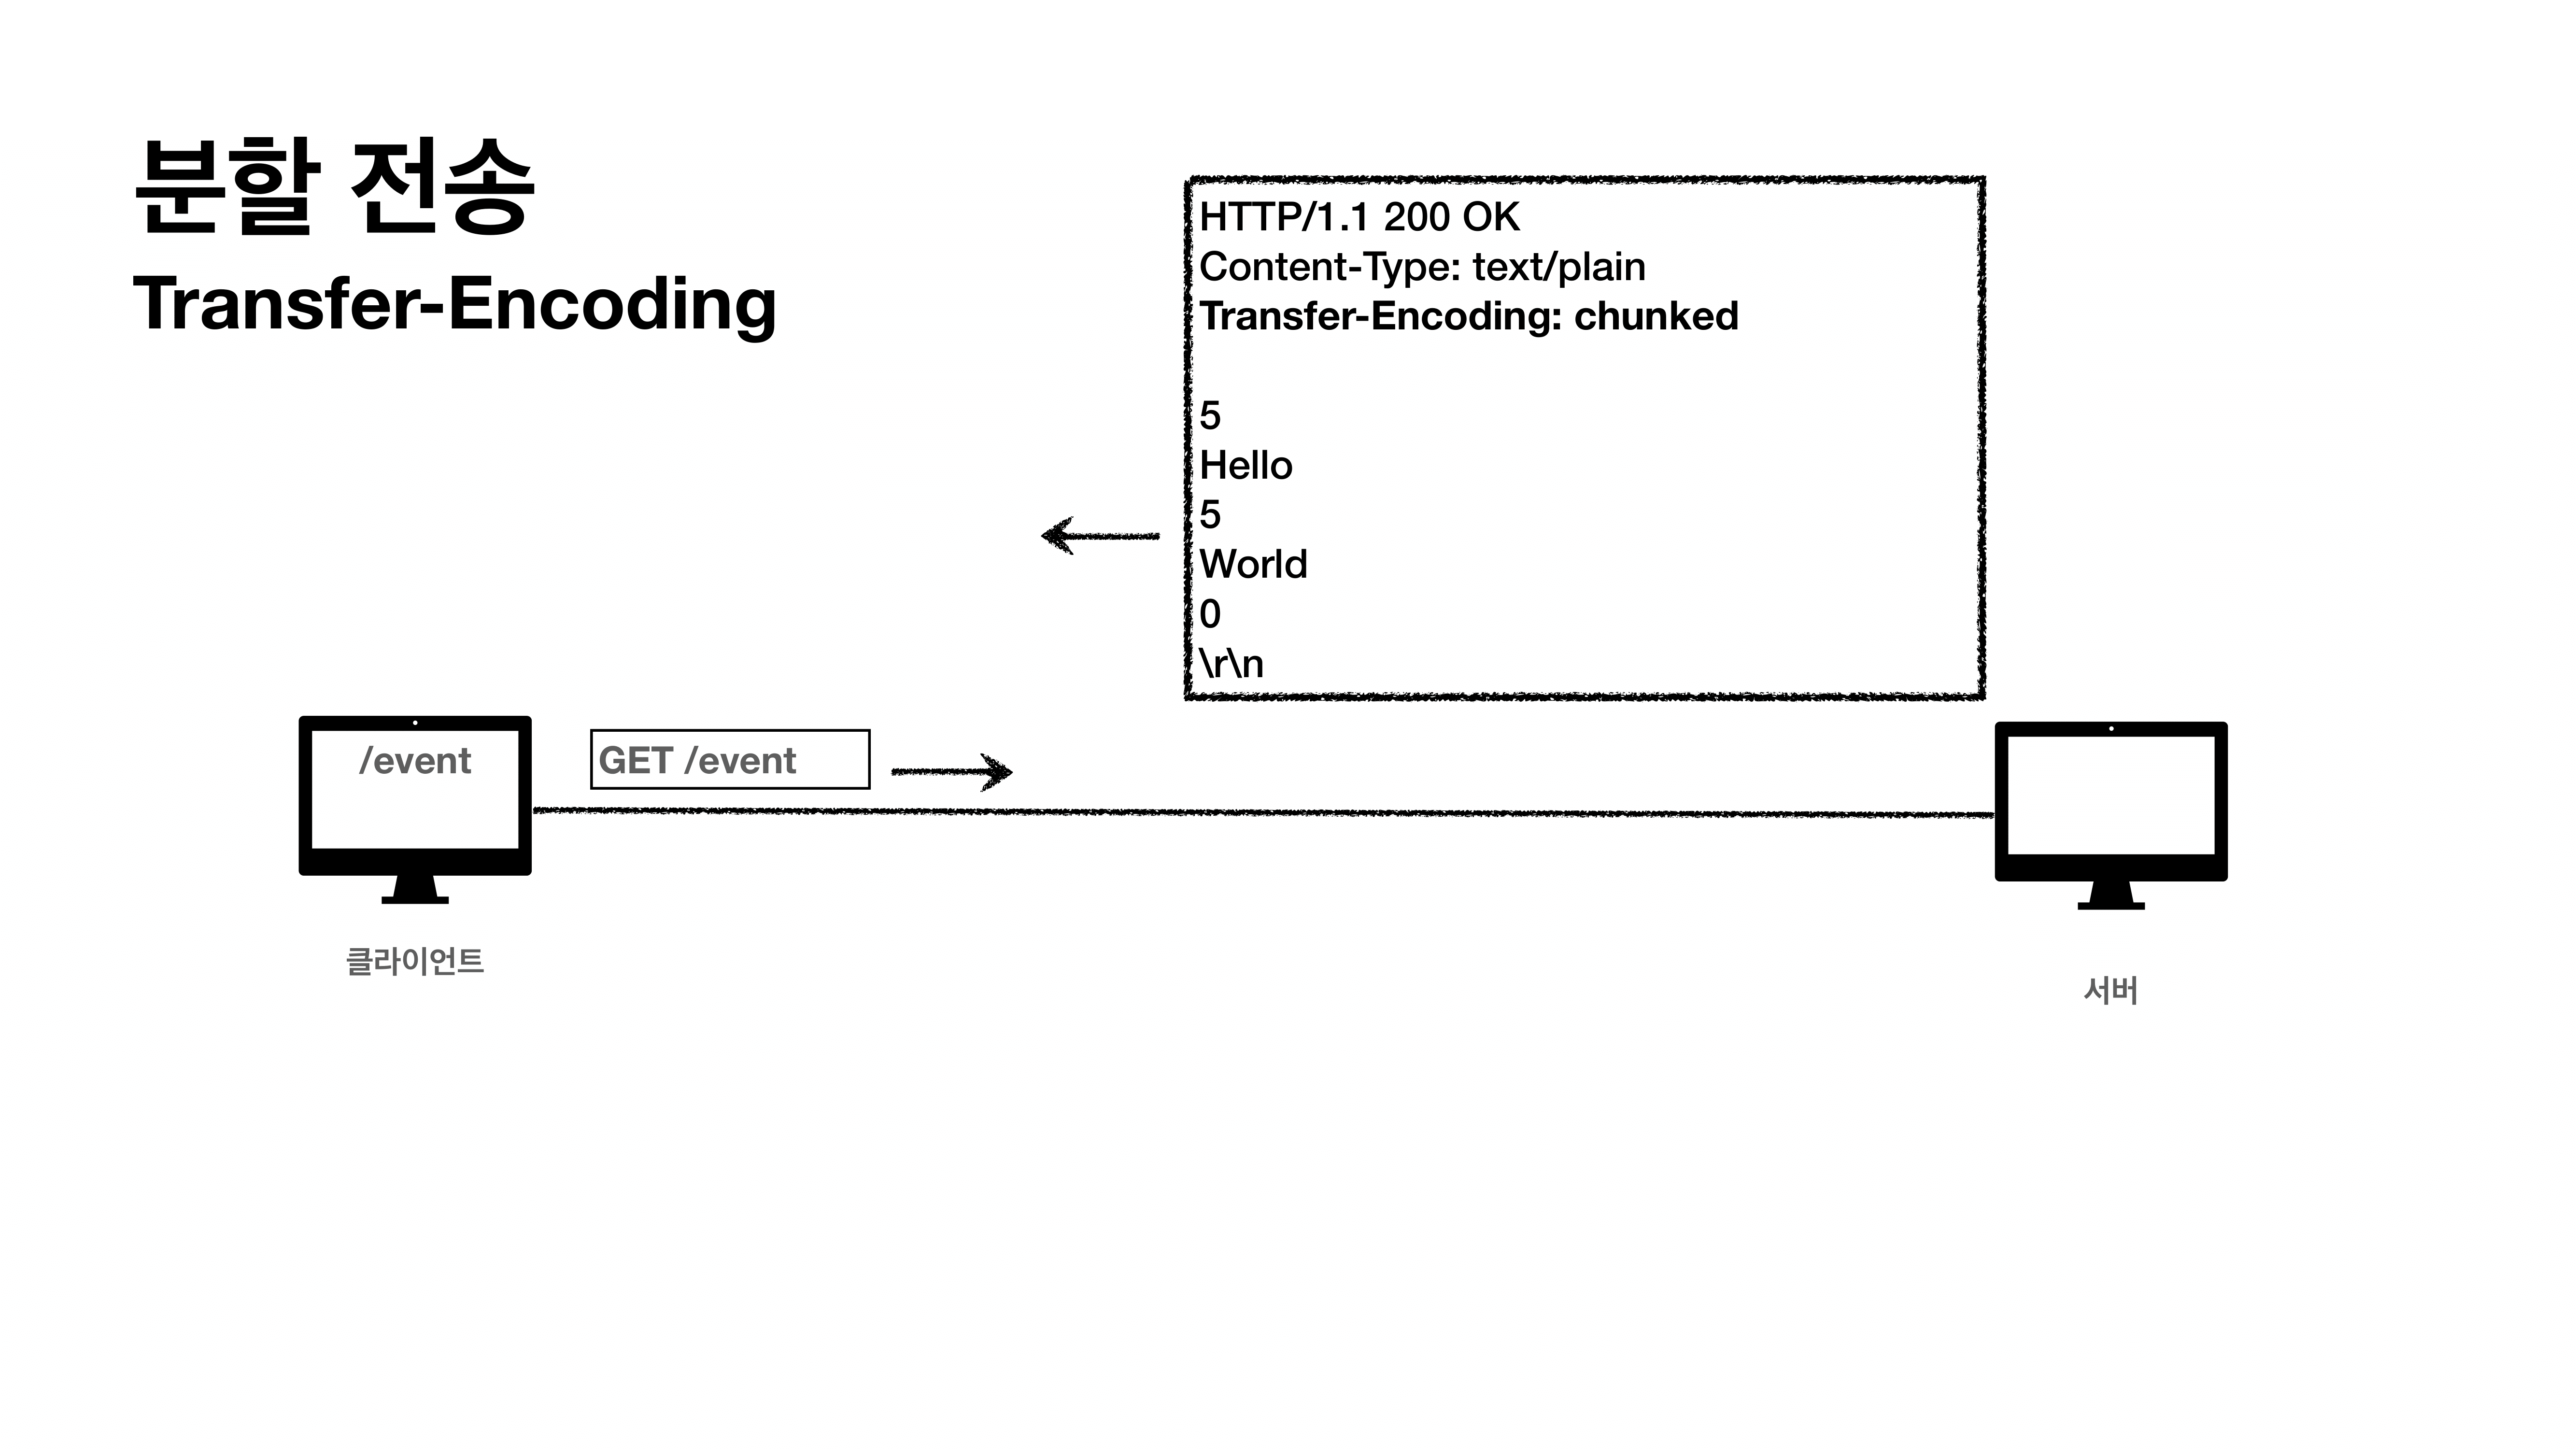 분할 전송
Transfer-Encoding
HTTP/1.1 200 OK
Content-Type: text/plain
Transfer-Encoding: chunked

5
Hello
5
World
0
\r\n
/event
GET /event
클라이언트
서버